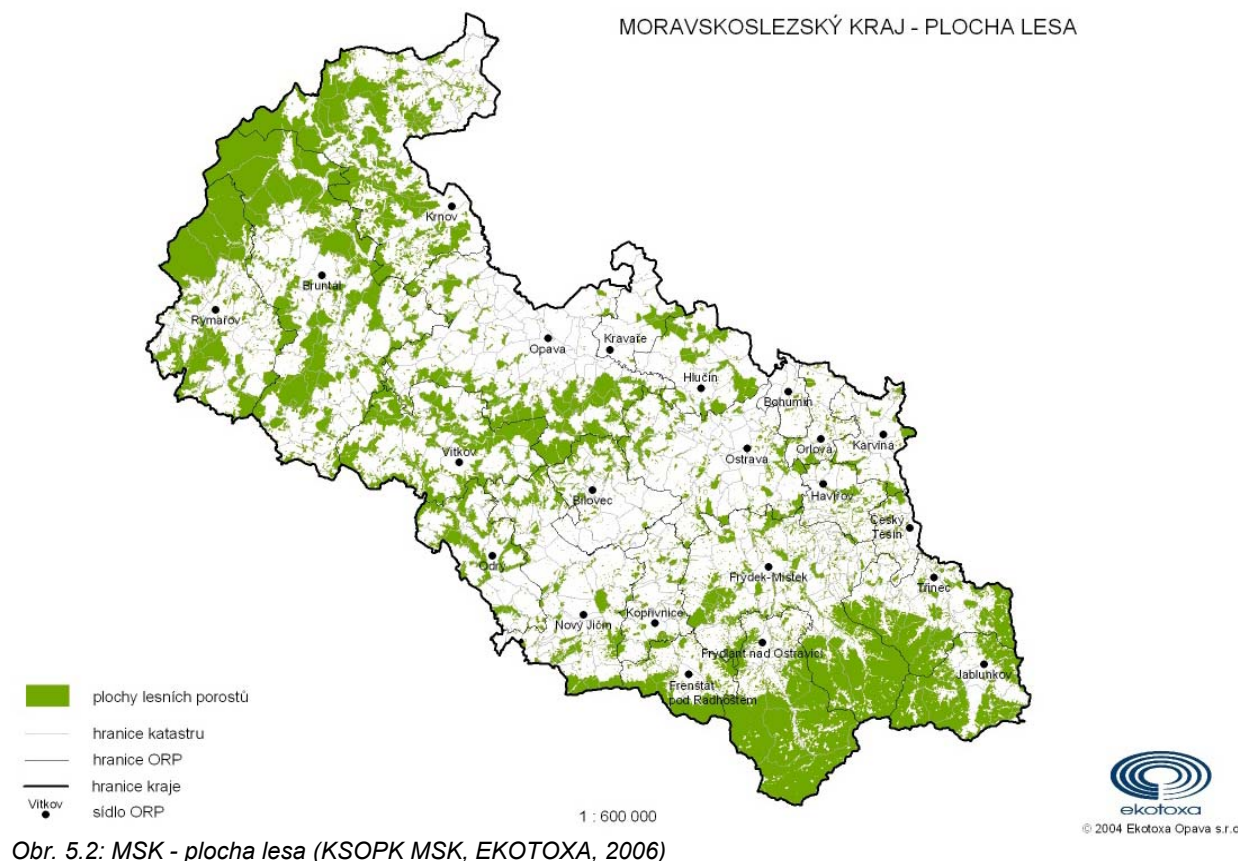 MORAVSKOSLEZSKÝ KRAJ - PLOCHA LESA
Krnov
Bruntál
Rýmařov
Opava
Kravaře
Hlučín
Bohumín
Ostrava
Orlová
Karviná
Vítkov
Bílovec
Havířov
Český
Těšín
Odry
Frýdek-Místek
Třinec
Nový Jičín
Kopřivnice
Frýdlant nad Ostravicí
Jablunkov
Frenštát
pod Radhoštěm
plochy lesních porostů
hranice katastru
hranice ORP
hranice kraje
Vítkov
sídlo ORP
1 : 600 000
ekotoxa
© 2004 Ekotoxa Opava s.r.o
Obr. 5.2: MSK - plocha lesa (KSOPK MSK, EKOTOXA, 2006)